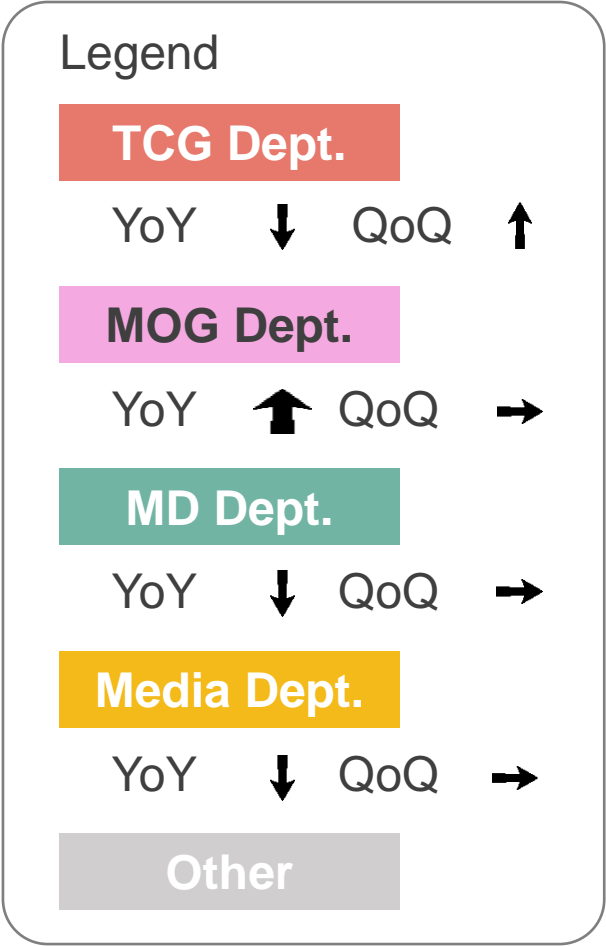 Legend
TCG Dept.
YoY ↓ QoQ ↑
MOG Dept.
YoY ↑ QoQ →
MD Dept.
YoY ↓ QoQ →
Media Dept.
YoY ↓ QoQ →
Other